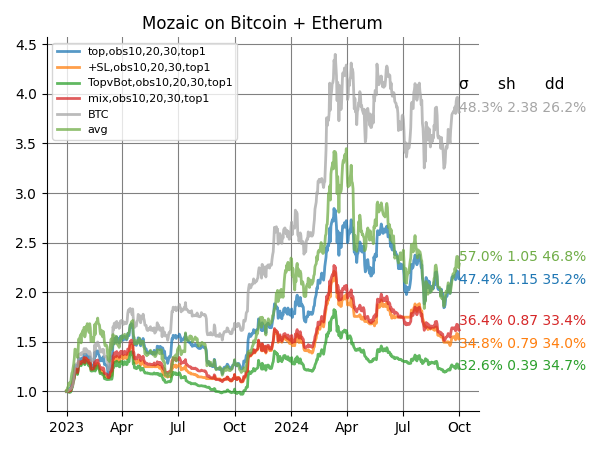 Mozaic on Bitcoin + Etherum
4.5
4.0
3.5
3.0
2.5
2.0
1.5
1.0
top,obs10,20,30,top1
+SL,obs10,20,30,top1
TopvBot,obs10,20,30,top1
mix,obs10,20,30,top1
BTC
avg
σ sh dd
48.3% 2.38 26.2%
57.0% 1.05 46.8%
47.4% 1.15 35.2%
36.4% 0.87 33.4%
34.8% 0.79 34.0%
32.6% 0.39 34.7%
2023 Apr Jul Oct 2024 Apr Jul Oct